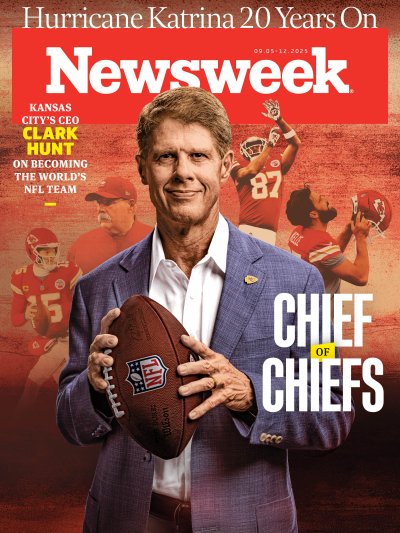 Hurricane Katrina 20 Years On
09.05-12.2025
Newsweek
KANSAS
CITY'S CEO
CLARK
HUNT
ON BECOMING
THE WORLD'S
NFL TEAM
87
15
NFL
CHIEF
OF
CHIEFS